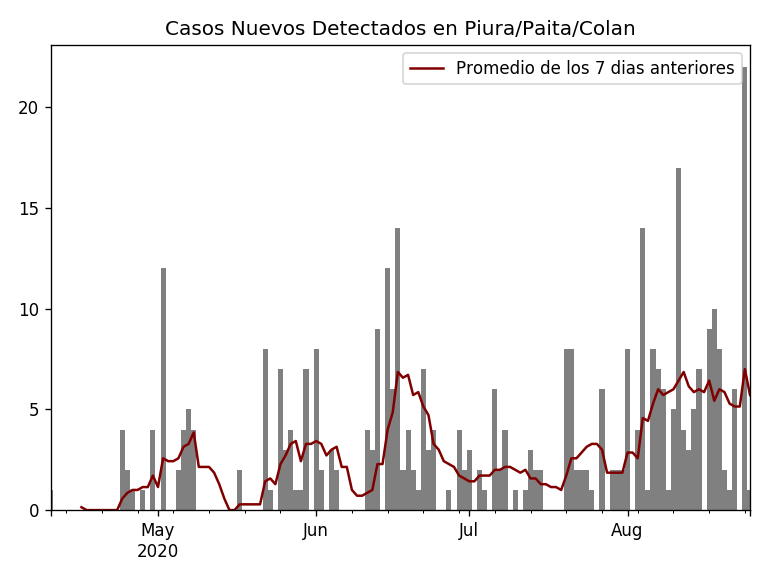 Casos Nuevos Detectados en Piura/Paita/Colan
Promedio de los 7 dias anteriores
20
15
10
5
0
May Jun Jul Aug
2020